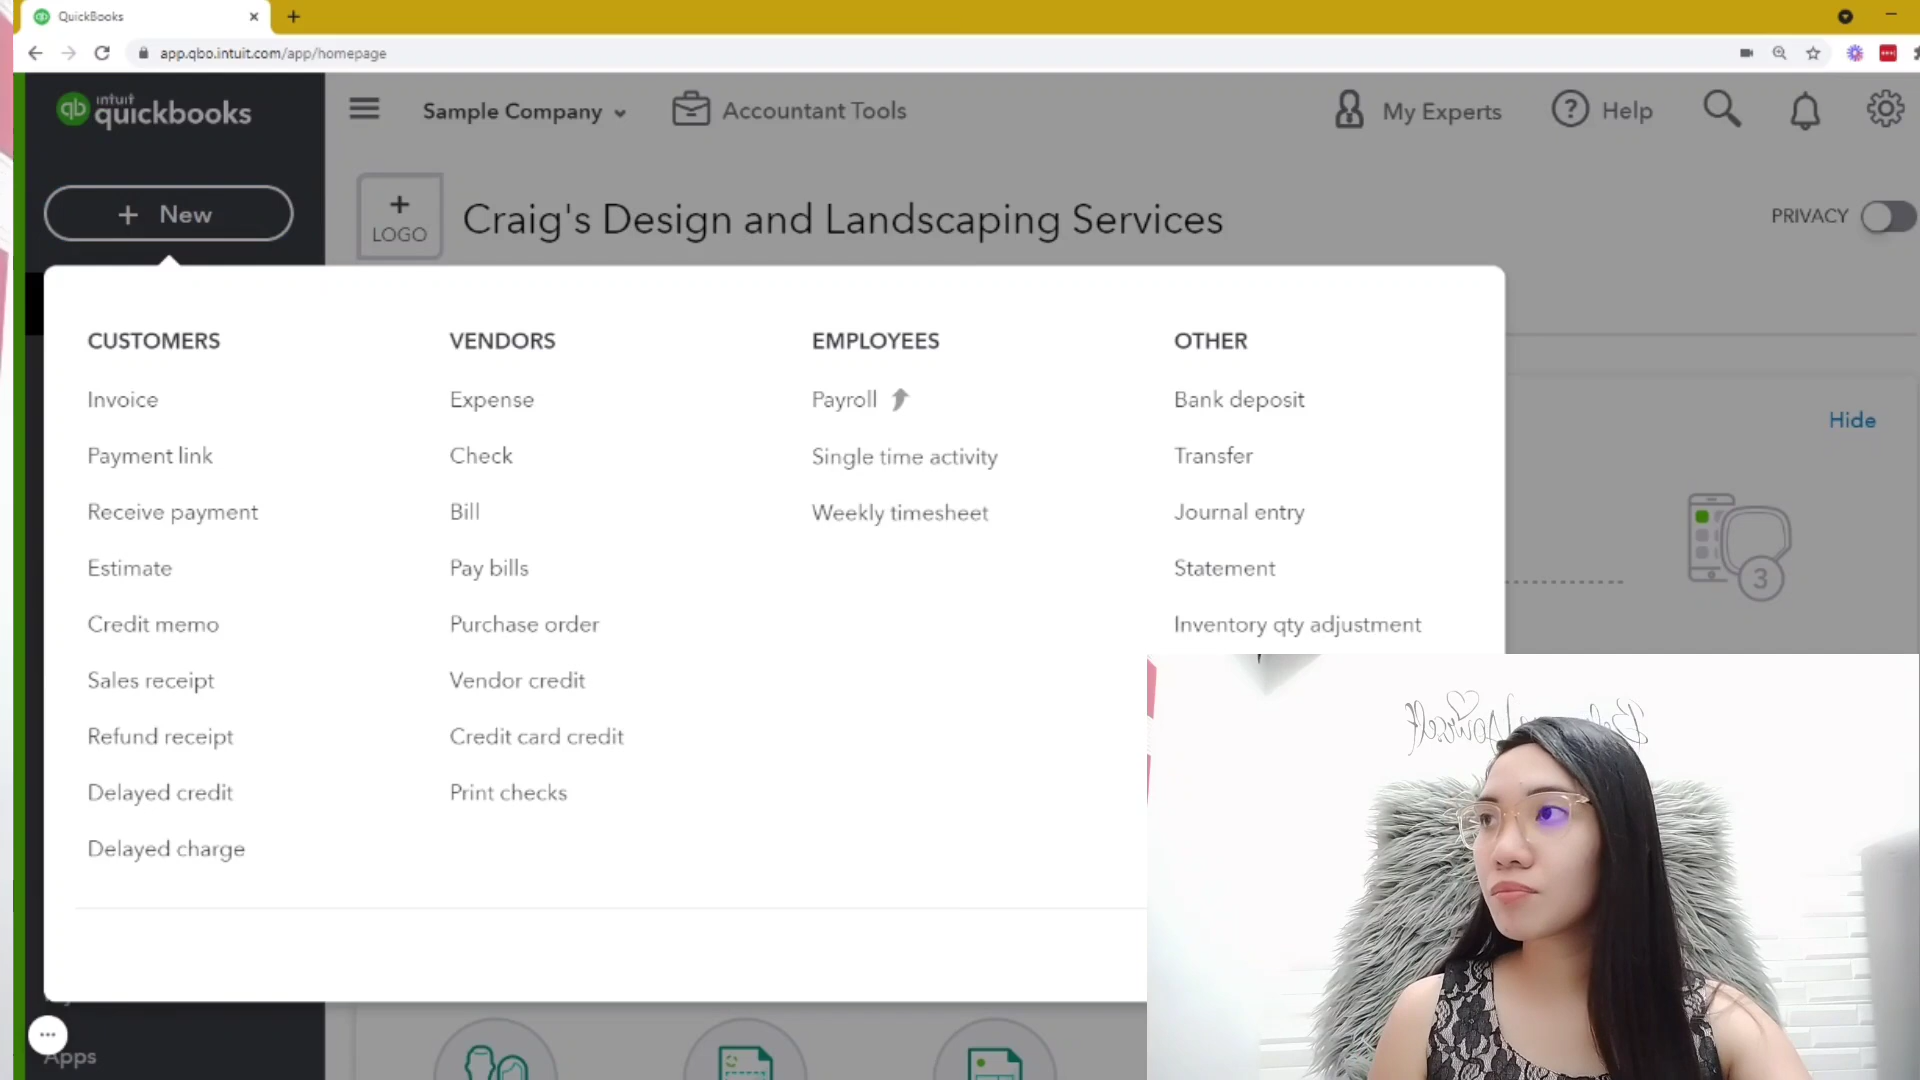 QuickBooks
app.qbo.intuit.com/app/homepage
intuit
quickbooks
Sample Company
Accountant Tools
My Experts
Help
New
LOGO
Craig's Design and Landscaping Services
PRIVACY
CUSTOMERS
Invoice
Payment link
Receive payment
Estimate
Credit memo
Sales receipt
Refund receipt
Delayed credit
Delayed charge
VENDORS
Expense
Check
Bill
Pay bills
Purchase order
Vendor credit
Credit card credit
Print checks
EMPLOYEES
Payroll
Single time activity
Weekly timesheet
OTHER
Bank deposit
Transfer
Journal entry
Statement
Inventory qty adjustment
Hide
3
Apps